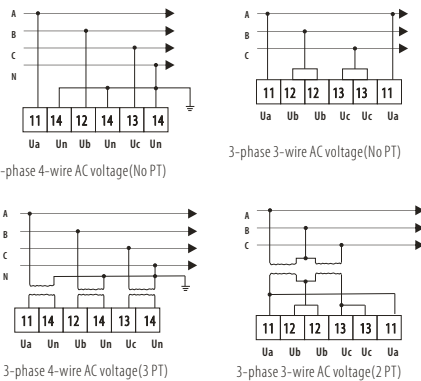 A
B
C
N
11 14 12 14 13 14
Ua Un Ub Un Uc Un
-phase 4-wire AC voltage(No PT)
A
B
C
11 12 12 13 13 11
Ua Ub Ub Uc Uc Ua
3-phase 3-wire AC voltage(No PT)
A
B
C
N
11 14 12 14 13 14
Ua Un Ub Un Uc Un
3-phase 4-wire AC voltage(3 PT)
A
B
C
11 12 12 13 13 11
Ua Ub Ub Uc Uc Ua
3-phase 3-wire AC voltage(2 PT)